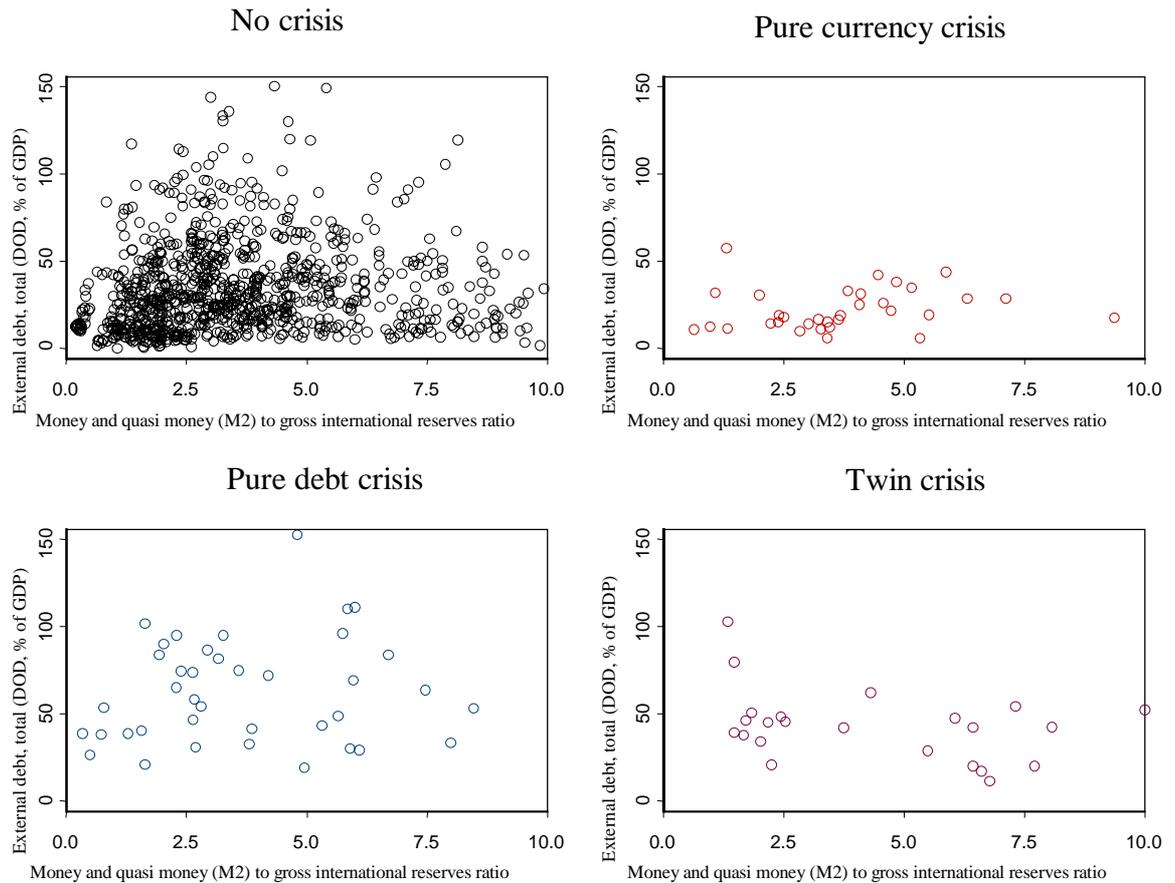 No crisis
External debt, total (DOD, % of GDP)
150
100
50
0
0.0 2.5 5.0 7.5 10.0
Money and quasi money (M2) to gross international reserves ratio
Pure currency crisis
External debt, total (DOD, % of GDP)
150
100
50
0
0.0 2.5 5.0 7.5 10.0
Money and quasi money (M2) to gross international reserves ratio
Pure debt crisis
External debt, total (DOD, % of GDP)
150
100
50
0
0.0 2.5 5.0 7.5 10.0
Money and quasi money (M2) to gross international reserves ratio
Twin crisis
External debt, total (DOD, % of GDP)
150
100
50
0
0.0 2.5 5.0 7.5 10.0
Money and quasi money (M2) to gross international reserves ratio